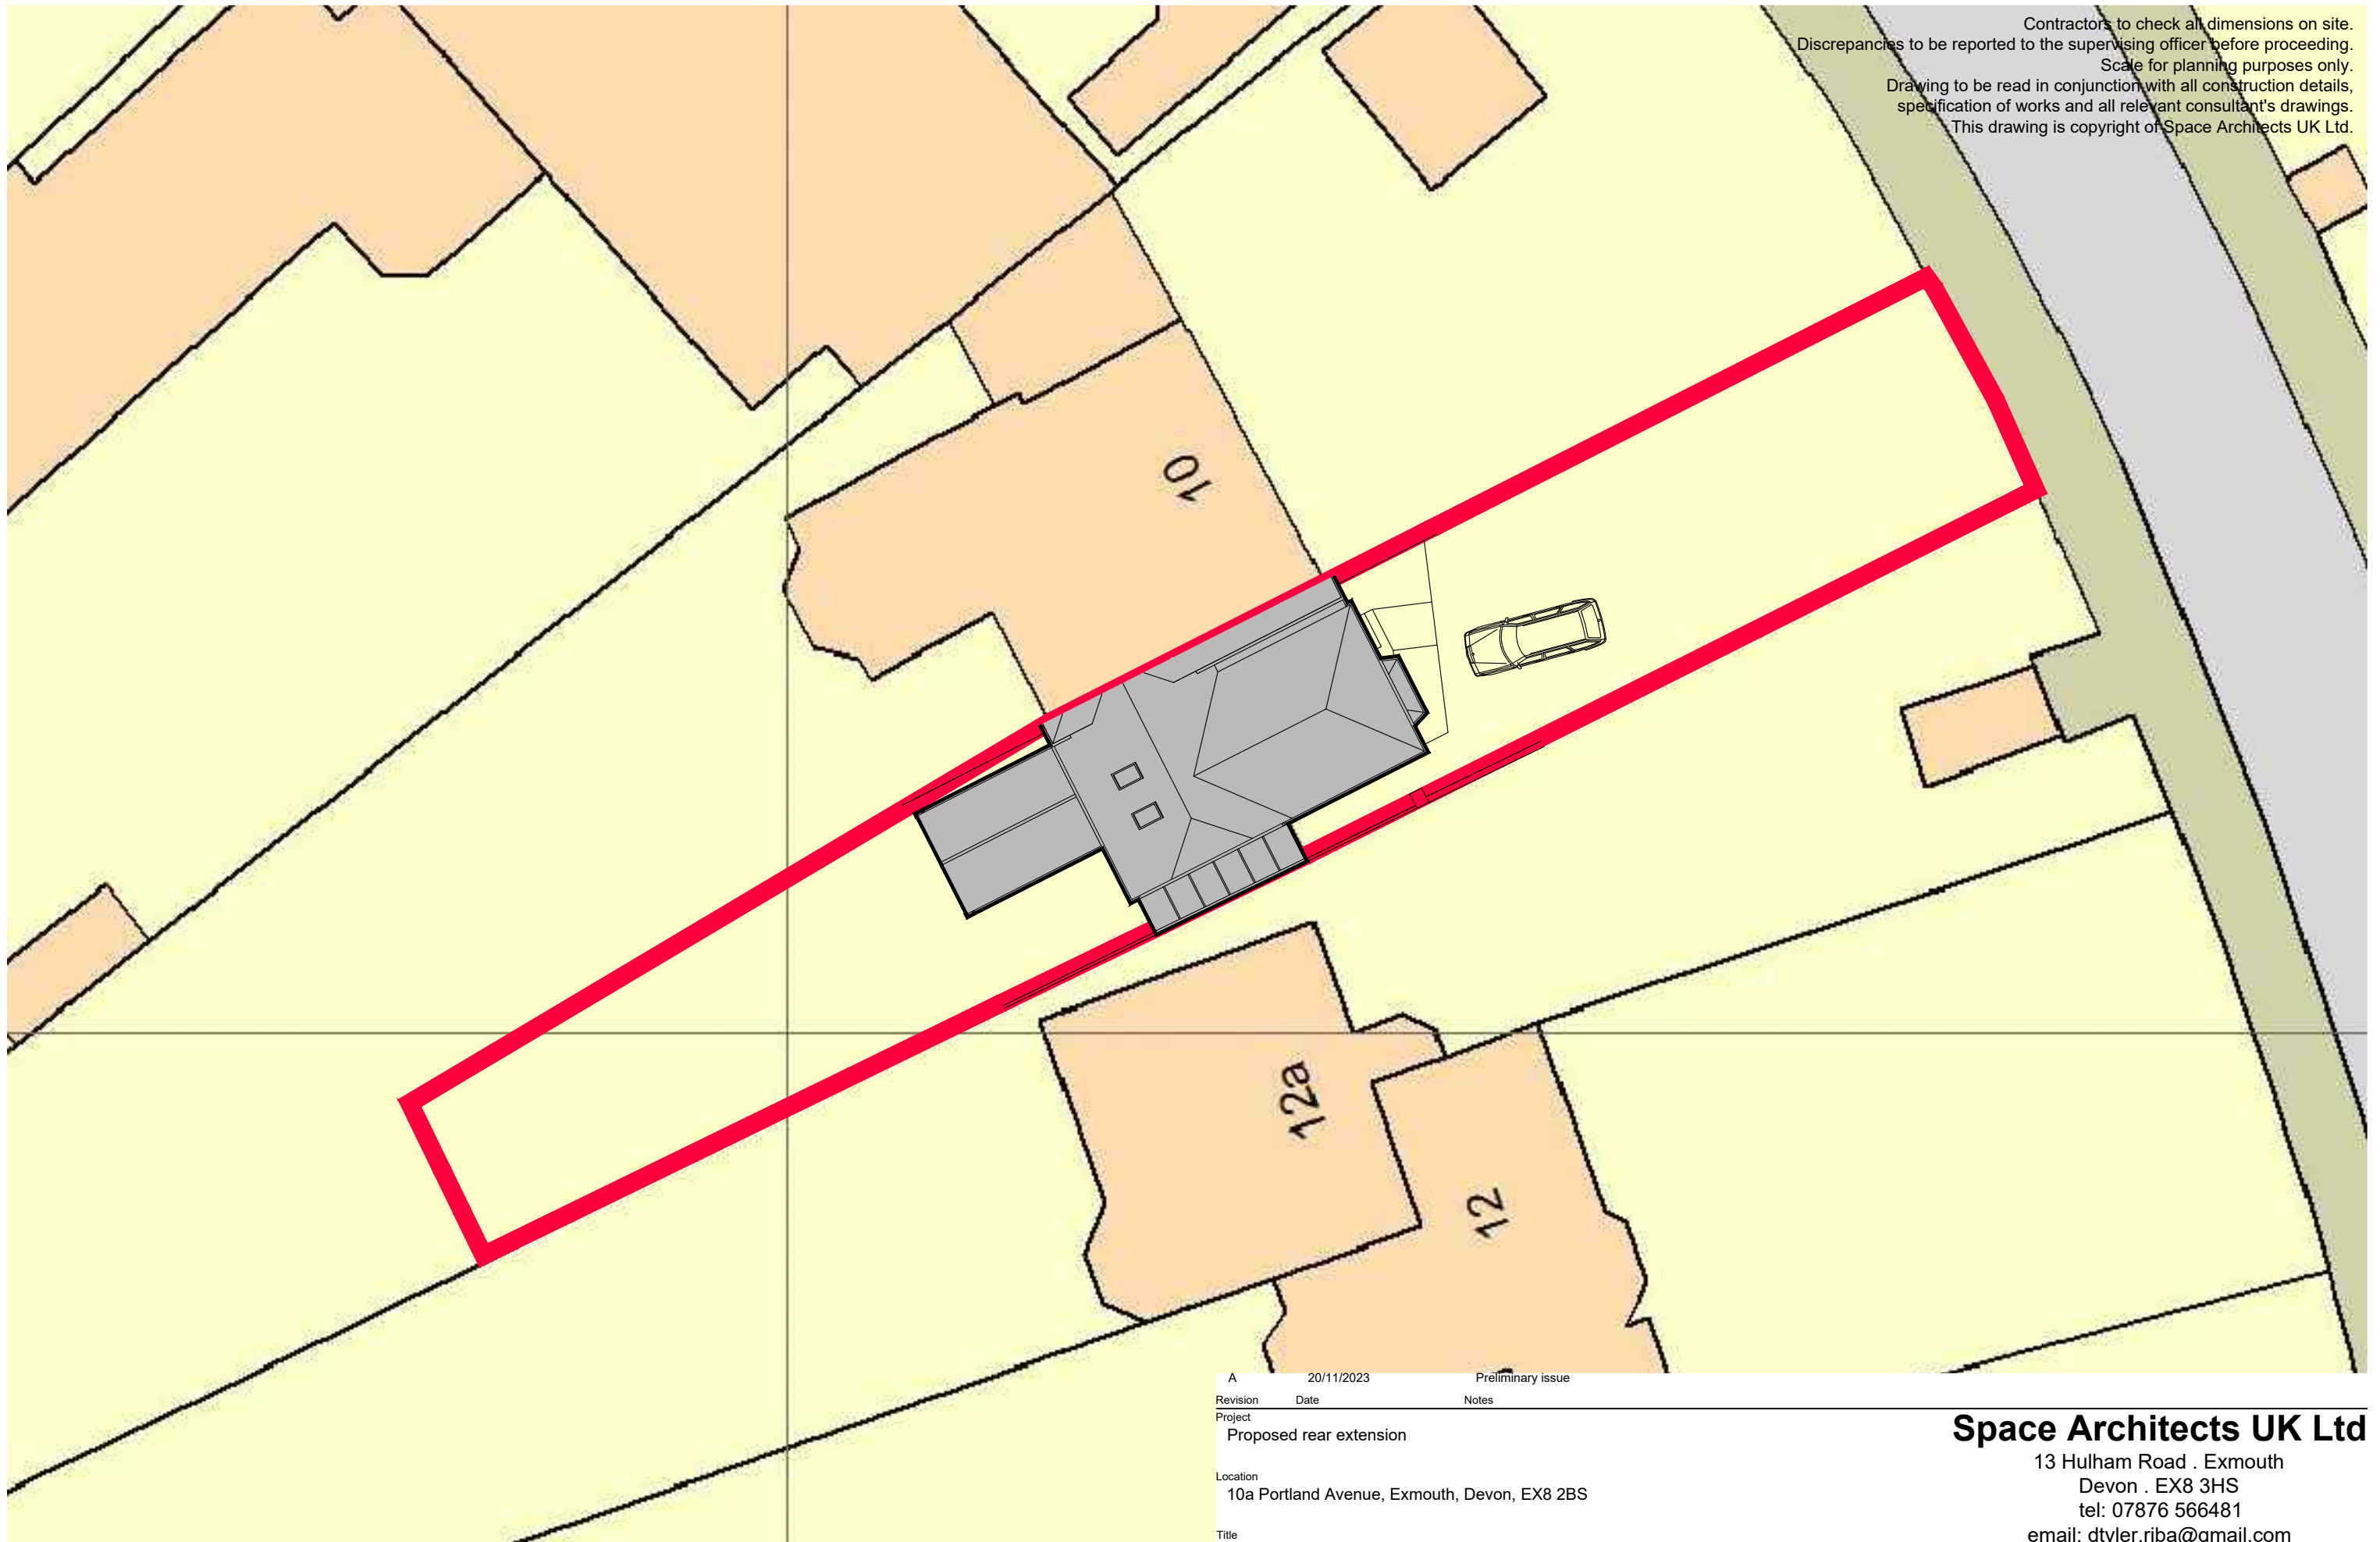 Contractors to check all dimensions on site.
Discrepancies to be reported to the supervising officer before proceeding.
Scale for planning purposes only.
Drawing to be read in conjunction with all construction details,
specification of works and all relevant consultant's drawings.
This drawing is copyright of Space Architects UK Ltd.
10
12a
12
A 20/11/2023 Preliminary issue
Revision Date Notes
Project
Proposed rear extension
Location
10a Portland Avenue, Exmouth, Devon, EX8 2BS
Title
Space Architects UK Ltd
13 Hulham Road . Exmouth
Devon . EX8 3HS
tel: 07876 566481
email: dtyler.riba@gmail.com